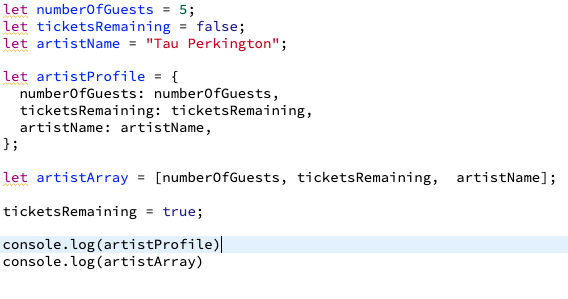 let numberOfGuests = 5;
let ticketsRemaining = false;
let artistName = "Tau Perkington";

let artistProfile = {
  numberOfGuests: numberOfGuests,
  ticketsRemaining: ticketsRemaining,
  artistName: artistName,
};

let artistArray = [numberOfGuests, ticketsRemaining,  artistName];

ticketsRemaining = true;

console.log(artistProfile)
console.log(artistArray)